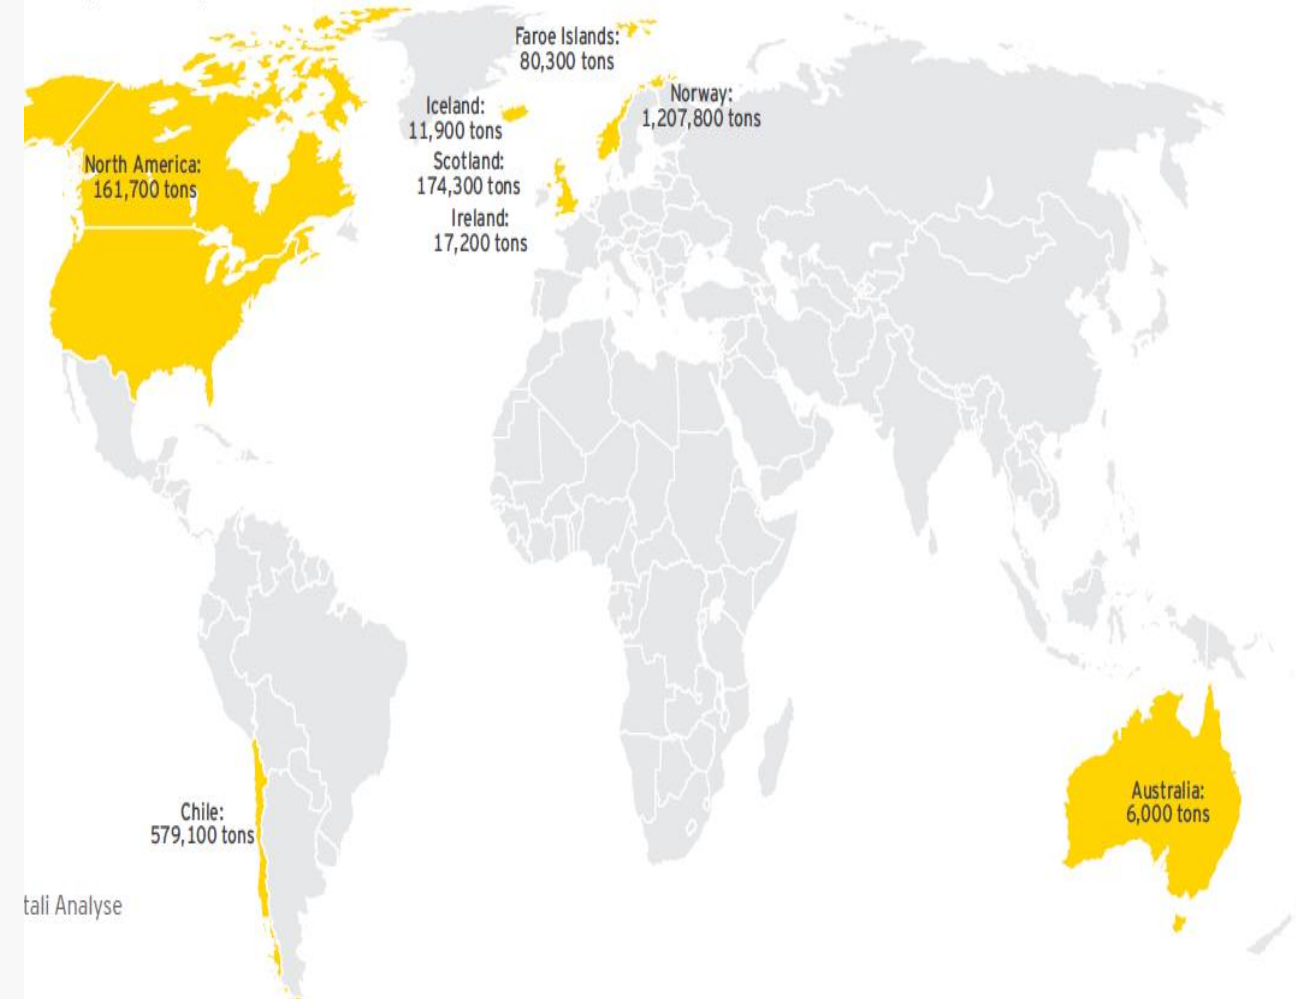 Faroe Islands:
80,300 tons
Norway:
1,207,800 tons
Iceland:
11,900 tons
Scotland:
174,300 tons
Ireland:
17,200 tons
North America:
161,700 tons
Chile:
579,100 tons
Australia:
6,000 tons
tali Analyse